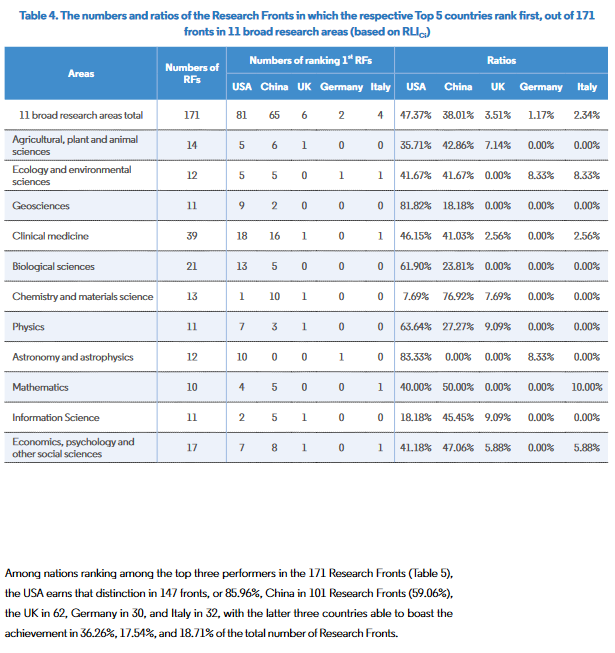 Table 4. The numbers and ratios of the Research Fronts in which the respective Top 5 countries rank first, out of 171
fronts in 11 broad research areas (based on RLICi)
Areas Numbers of RFs Numbers of ranking 1st RFs Ratios
USA China UK Germany Italy USA China UK Germany Italy
11 broad research areas total 171 81 65 6 2 4 47.37% 38.01% 3.51% 1.17% 2.34%
Agricultural, plant and animal
sciences 14 5 6 1 0 0 35.71% 42.86% 7.14% 0.00% 0.00%
Ecology and environmental
sciences 12 5 5 0 1 1 41.67% 41.67% 0.00% 8.33% 8.33%
Geosciences 11 9 2 0 0 0 81.82% 18.18% 0.00% 0.00% 0.00%
Clinical medicine 39 18 16 1 0 1 46.15% 41.03% 2.56% 0.00% 2.56%
Biological sciences 21 13 5 0 0 0 61.90% 23.81% 0.00% 0.00% 0.00%
Chemistry and materials science 13 1 10 1 0 0 7.69% 76.92% 7.69% 0.00% 0.00%
Physics 11 7 3 1 0 0 63.64% 27.27% 9.09% 0.00% 0.00%
Astronomy and astrophysics 12 10 0 0 1 0 83.33% 0.00% 0.00% 8.33% 0.00%
Mathematics 10 4 5 0 0 1 40.00% 50.00% 0.00% 0.00% 10.00%
Information Science 11 2 5 1 0 0 18.18% 45.45% 9.09% 0.00% 0.00%
Economics, psychology and
other social sciences 17 7 8 1 0 1 41.18% 47.06% 5.88% 0.00% 5.88%
Among nations ranking among the top three performers in the 171 Research Fronts (Table 5),
the USA earns that distinction in 147 fronts, or 85.96%, China in 101 Research Fronts (59.06%),
the UK in 62, Germany in 30, and Italy in 32, with the latter three countries able to boast the
achievement in 36.26%, 17.54%, and 18.71% of the total number of Research Fronts.